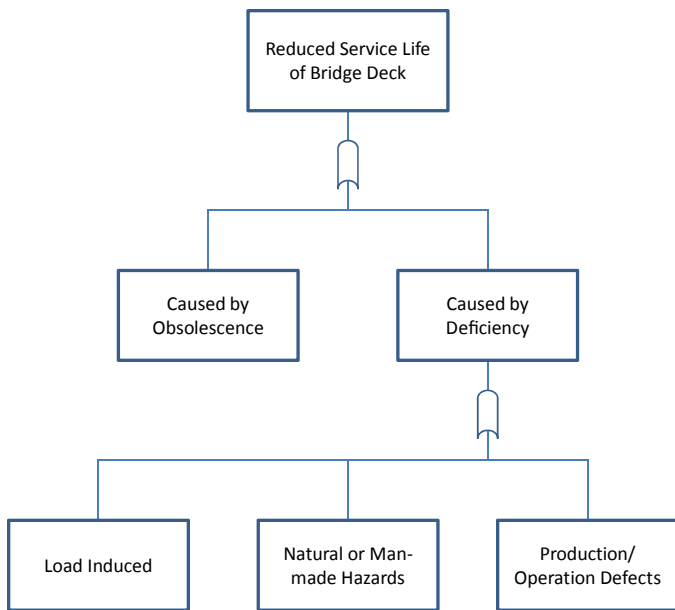 Reduced Service Life
of Bridge Deck
Caused by
Obsolescence
Caused by
Deficiency
Load Induced
Natural or Man-
made Hazards
Production/
Operation Defects